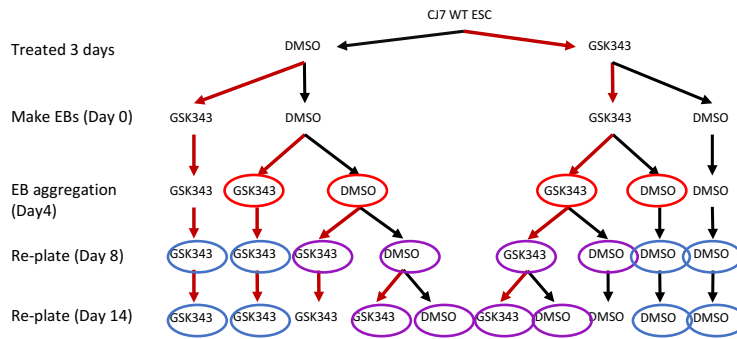 CJ7 WT ESC
Treated 3 days DMSO GSK343
Make EBs (Day 0) GSK343 DMSO GSK343 DMSO
EB aggregation
(Day4) GSK343 GSK343 DMSO GSK343 DMSO DMSO
Re-plate (Day 8) GSK343 GSK343 GSK343 DMSO GSK343 DMSO DMSO DMSO
Re-plate (Day 14) GSK343 GSK343 GSK343 GSK343 DMSO GSK343 DMSO DMSO DMSO DMSO